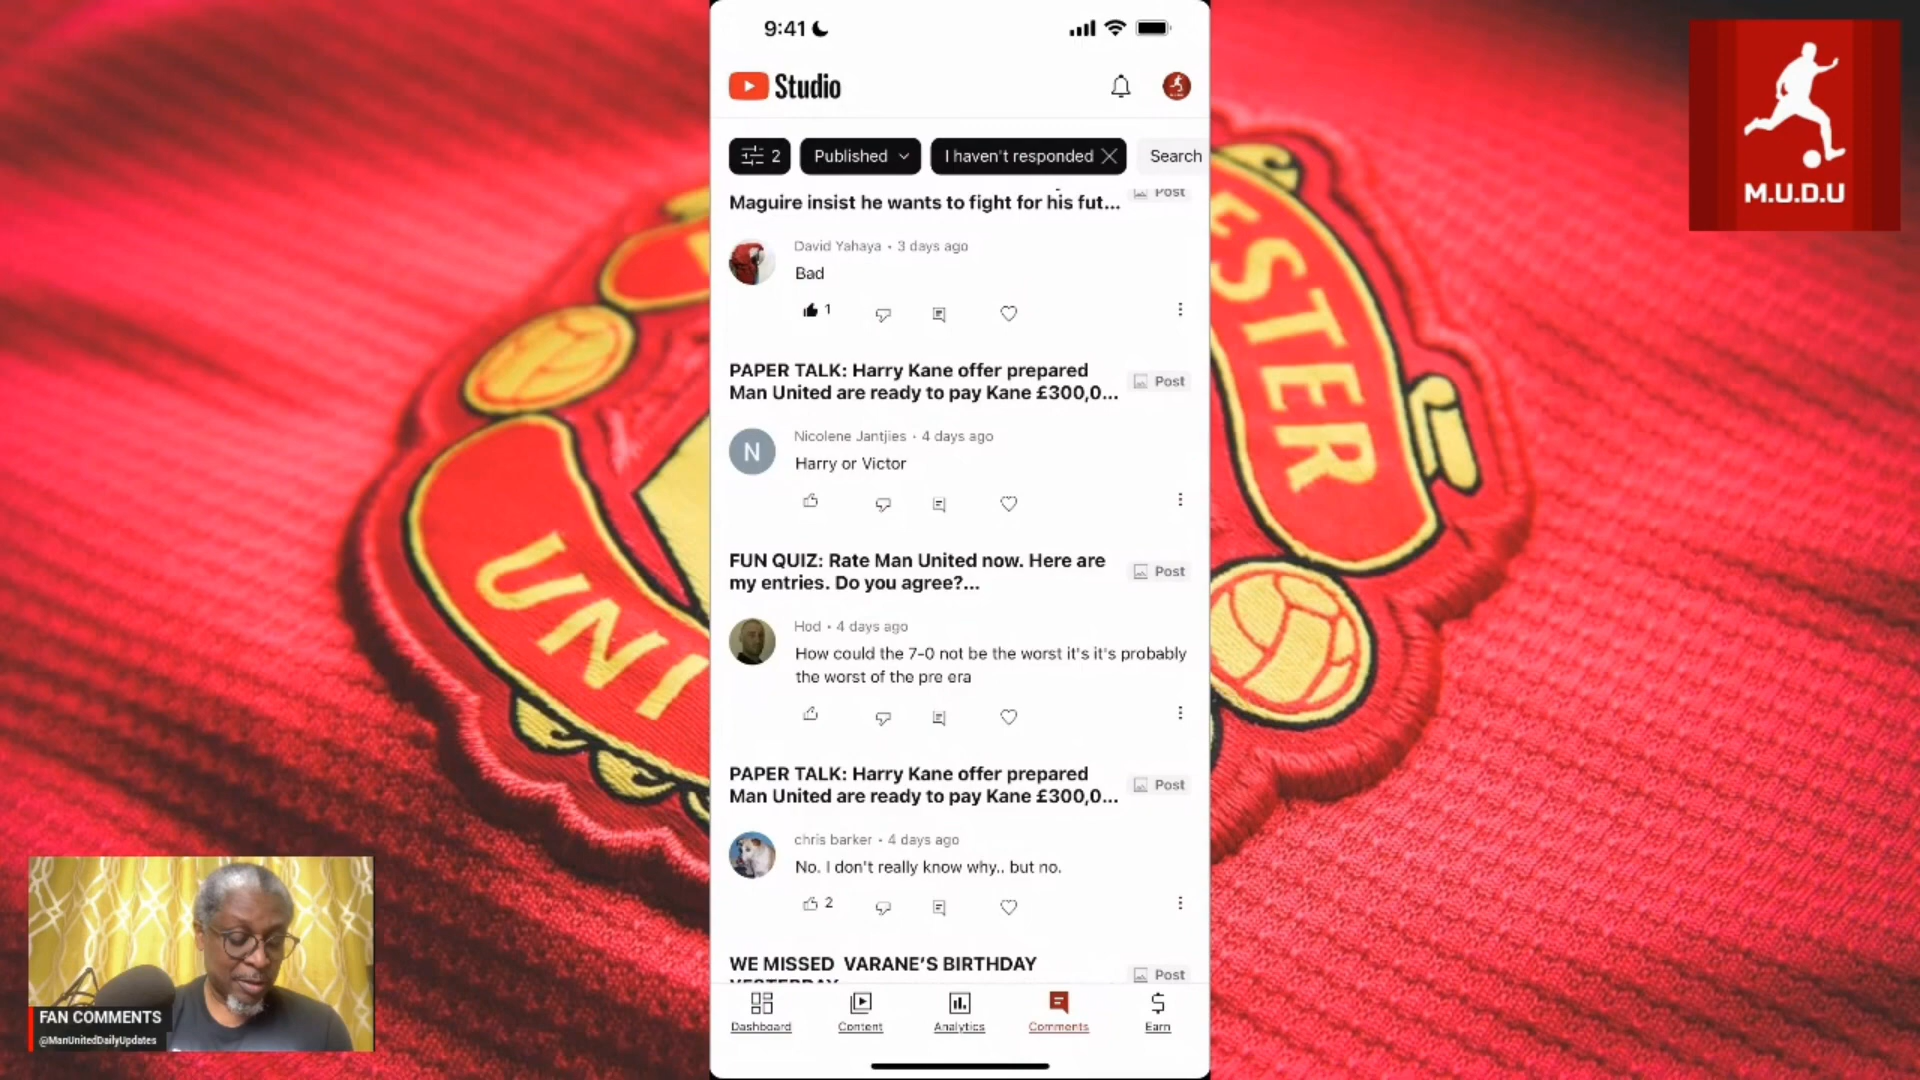 9:41
Studio
2
Published
I haven't responded
Search
Maguire insist he wants to fight for his fut...
Post
David Yahaya • 3 days ago
Bad
1
PAPER TALK: Harry Kane offer prepared
Man United are ready to pay Kane £300,0...
Post
N
Nicolene Jantjies • 4 days ago
Harry or Victor
FUN QUIZ: Rate Man United now. Here are
my entries. Do you agree?...
Post
Hod • 4 days ago
How could the 7-0 not be the worst it's it's probably
the worst of the pre era
PAPER TALK: Harry Kane offer prepared
Man United are ready to pay Kane £300,0...
Post
chris barker • 4 days ago
No. I don't really know why.. but no.
2
WE MISSED VARANE'S BIRTHDAY
YESTERDAY
Post
Dashboard
Content
Analytics
Comments
Earn
M.U.D.U
ESTER
UNI
FAN COMMENTS
@ManUnitedDailyUpdates